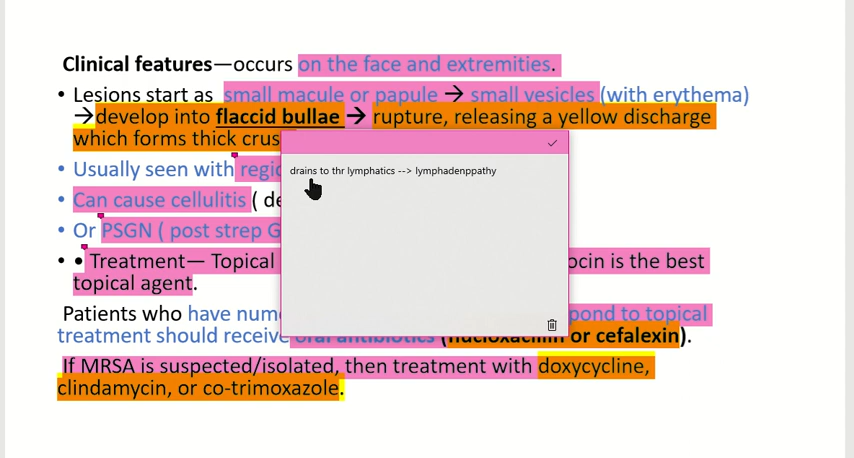 Clinical features—occurs on the face and extremities.
• Lesions start as small macule or papule → small vesicles (with erythema)
→develop into flaccid bullae → rupture, releasing a yellow discharge
which forms thick crus
• Usually seen with regio
drains to thr lymphatics --> lymphadenppathy
• Can cause cellulitis ( de
• Or PSGN ( post strep G
• • Treatment— Topical ocin is the best
topical agent.
Patients who have num pond to topical
treatment should receive oral antibiotics (flucloxacillin or cefalexin).
If MRSA is suspected/isolated, then treatment with doxycycline,
clindamycin, or co-trimoxazole.